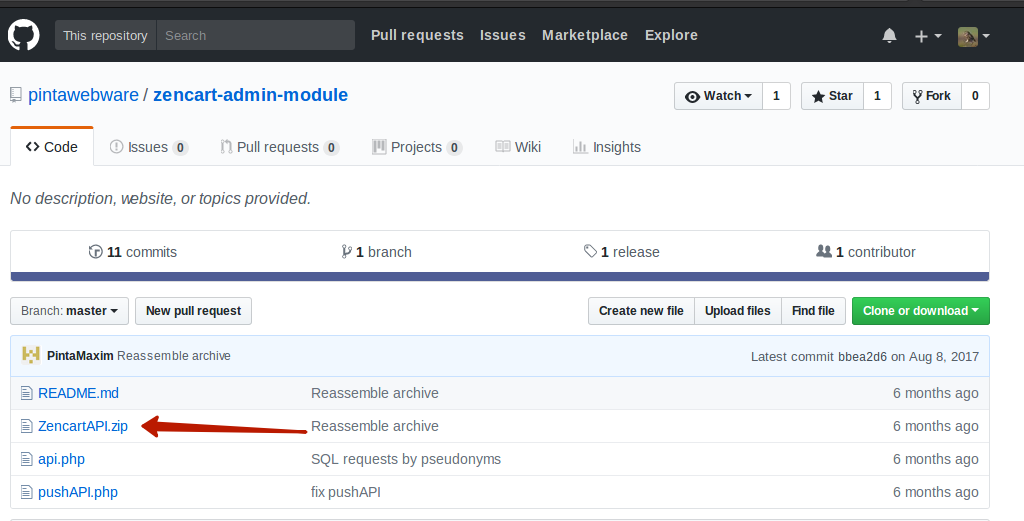 This repository Search Pull requests Issues Marketplace Explore
pintawebware / zencart-admin-module Watch 1 Star 1 Fork 0
Code Issues 0 Pull requests 0 Projects 0 Wiki Insights
No description, website, or topics provided.
11 commits 1 branch 1 release 1 contributor
Branch: master New pull request Create new file Upload files Find file Clone or download
PintaMaxim Reassemble archive Latest commit bbea2d6 on Aug 8, 2017
README.md Reassemble archive 6 months ago
ZencartAPI.zip Reassemble archive 6 months ago
api.php SQL requests by pseudonyms 6 months ago
pushAPI.php fix pushAPI 6 months ago